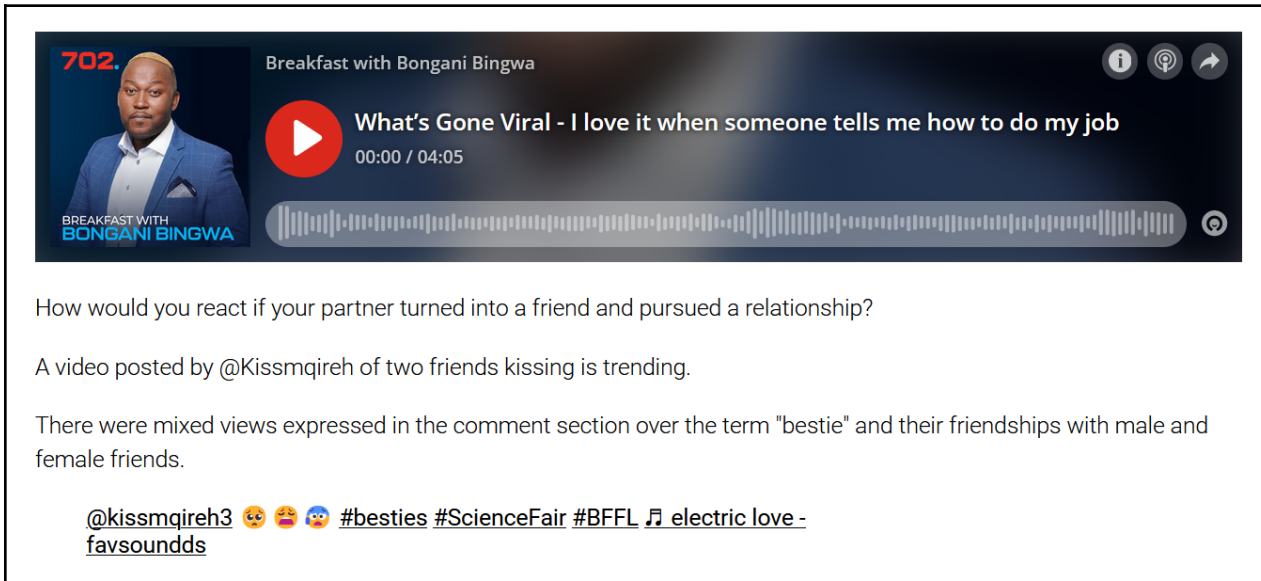 702.
BREAKFAST WITH
BONGANI BINGWA
Breakfast with Bongani Bingwa
What’s Gone Viral - I love it when someone tells me how to do my job
00:00 / 04:05
How would you react if your partner turned into a friend and pursued a relationship?
A video posted by @Kissmqireh of two friends kissing is trending.
There were mixed views expressed in the comment section over the term "bestie" and their friendships with male and
female friends.
@kissmqireh3 🥺 😫 😰 #besties #ScienceFair #BFFL ♬ electric love -
favsoundds